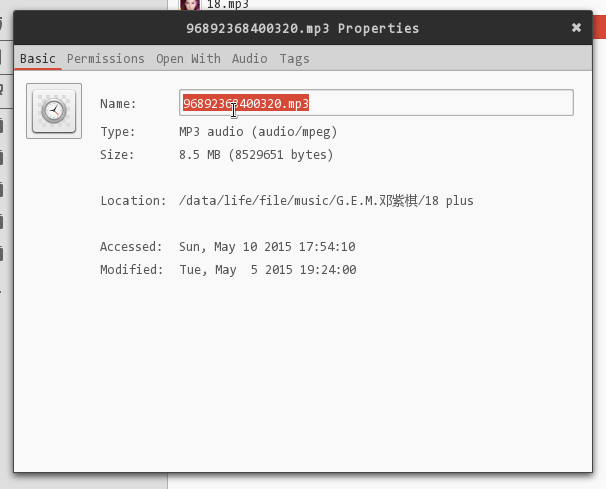 18.mp3
96892368400320.mp3 Properties
Basic Permissions Open With Audio Tags
Name: 96892368400320.mp3
Type: MP3 audio (audio/mpeg)
Size: 8.5 MB (8529651 bytes)
Location: /data/life/file/music/G.E.M.邓紫棋/18 plus
Accessed: Sun, May 10 2015 17:54:10
Modified: Tue, May  5 2015 19:24:00